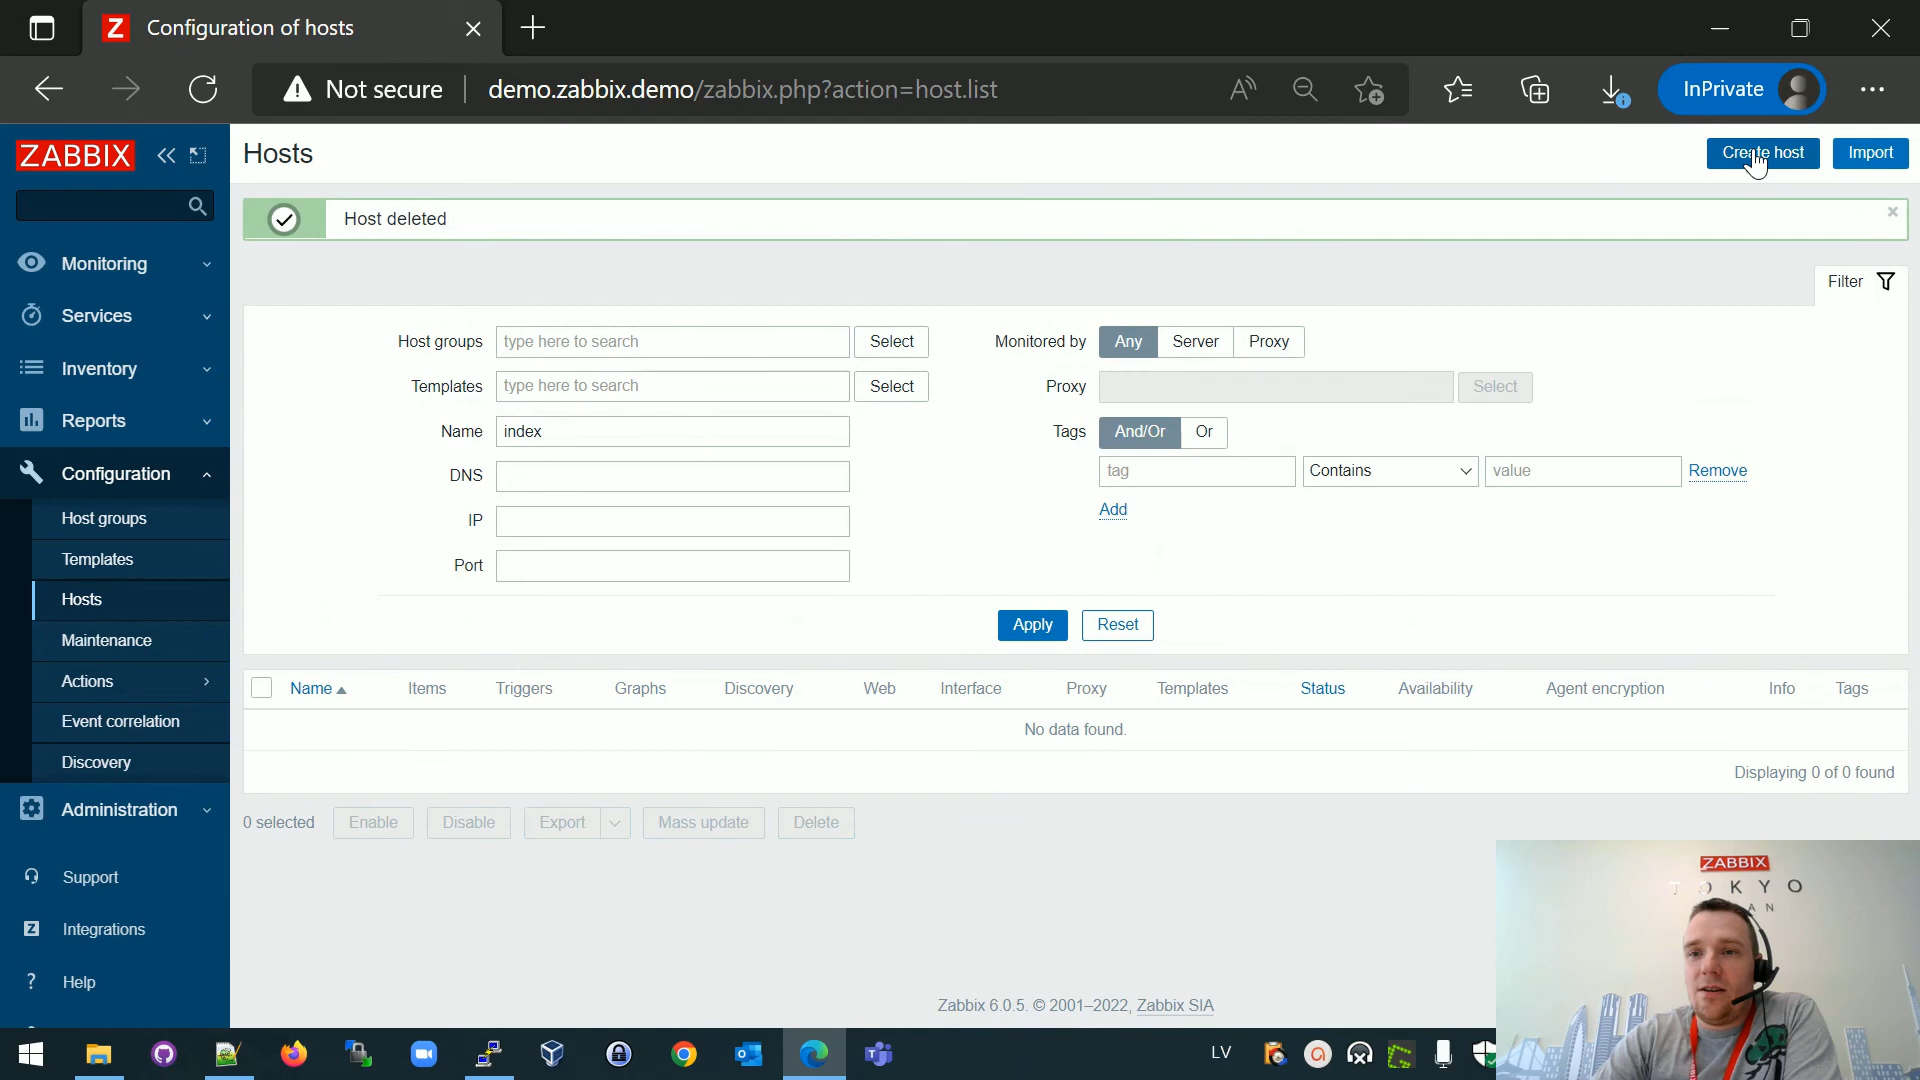 Configuration of hosts
Not secure
demo.zabbix.demo/zabbix.php?action=host.list
InPrivate
ZABBIX
Hosts
Create host
Import
Host deleted
Monitoring
Services
Inventory
Reports
Configuration
Host groups
Templates
Hosts
Maintenance
Actions
Event correlation
Discovery
Administration
Support
Integrations
Help
Filter
Host groups type here to search Select
Templates type here to search Select
Name index
DNS
IP
Port
Monitored by Any Server Proxy
Proxy Select
Tags And/Or Or
tag Contains value Remove
Add
Apply Reset
Name Items Triggers Graphs Discovery Web Interface Proxy Templates Status Availability Agent encryption Info Tags
No data found.
Displaying 0 of 0 found
0 selected Enable Disable Export Mass update Delete
Zabbix 6.0.5. © 2001–2022, Zabbix SIA
ZABBIX
TOKYO
LV